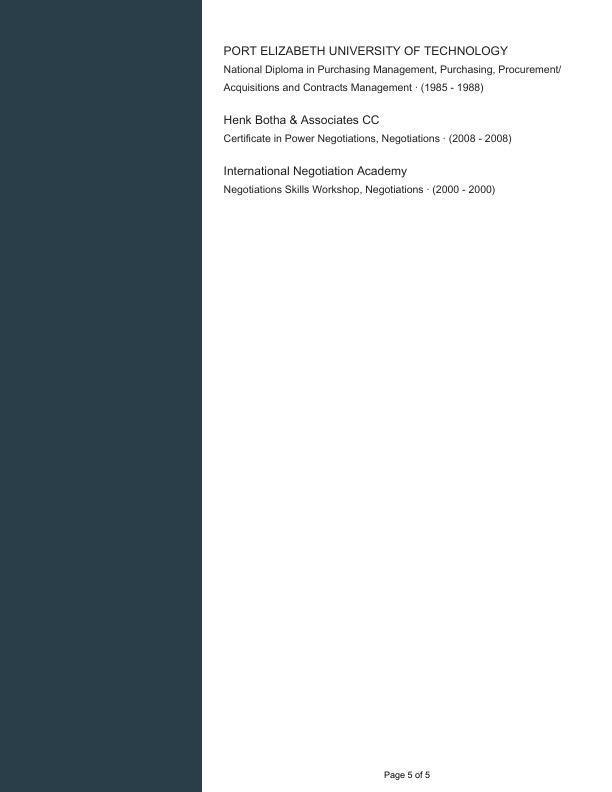 PORT ELIZABETH UNIVERSITY OF TECHNOLOGY
National Diploma in Purchasing Management, Purchasing, Procurement/
Acquisitions and Contracts Management · (1985 - 1988)
Henk Botha & Associates CC
Certificate in Power Negotiations, Negotiations · (2008 - 2008)
International Negotiation Academy
Negotiations Skills Workshop, Negotiations · (2000 - 2000)
Page 5 of 5